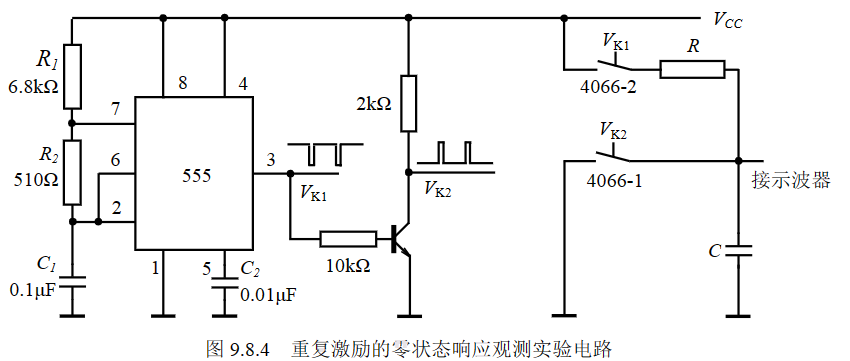 V_CC
R_1
6.8kΩ
8
4
7
R_2
510Ω
6
2
555
3
V_K1
1
5
C_1
0.1μF
C_2
0.01μF
2kΩ
V_K2
10kΩ
V_K1
R
4066-2
V_K2
4066-1
接示波器
C
图 9.8.4 重复激励的零状态响应观测实验电路